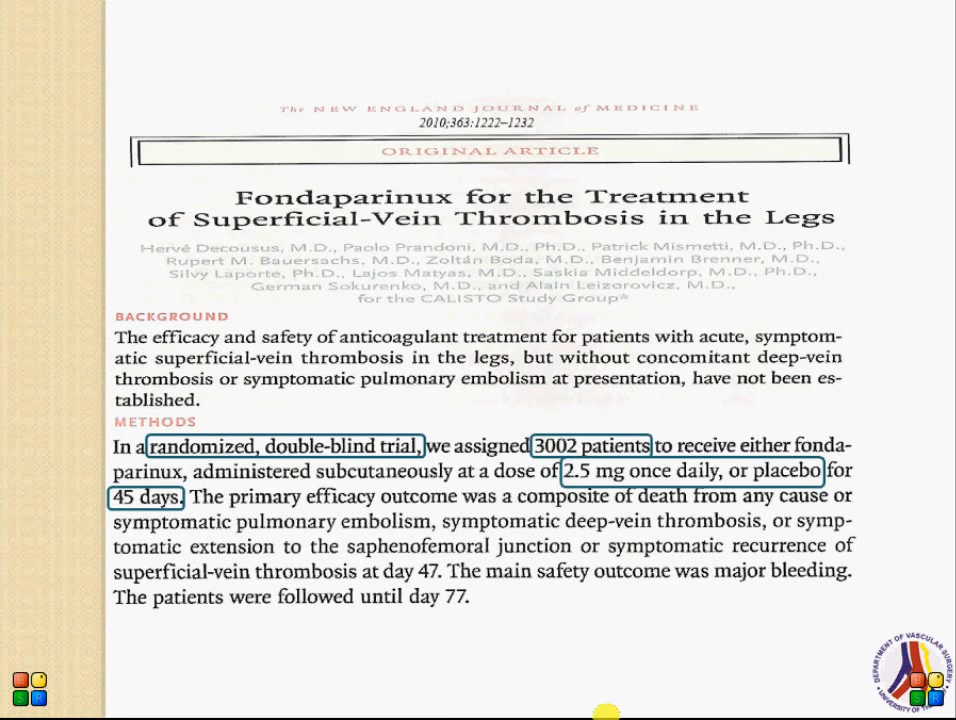 The NEW ENGLAND JOURNAL of MEDICINE
2010;363:1222–1232
ORIGINAL ARTICLE
Fondaparinux for the Treatment
of Superficial-Vein Thrombosis in the Legs
Hervé Decousus, M.D., Paolo Prandoni, M.D., Ph.D., Patrick Mismetti, M.D., Ph.D.,
Rupert M. Bauersachs, M.D., Zoltán Boda, M.D., Benjamin Brenner, M.D.,
Silvy Laporte, Ph.D., Lajos Matyas, M.D., Saskia Middeldorp, M.D., Ph.D.,
German Sokurenko, M.D., and Alain Leizorovicz, M.D.,
for the CALISTO Study Group*
BACKGROUND
The efficacy and safety of anticoagulant treatment for patients with acute, symptom-
atic superficial-vein thrombosis in the legs, but without concomitant deep-vein
thrombosis or symptomatic pulmonary embolism at presentation, have not been es-
tablished.
METHODS
In a randomized, double-blind trial, we assigned 3002 patients to receive either fonda-
parinux, administered subcutaneously at a dose of 2.5 mg once daily, or placebo for
45 days. The primary efficacy outcome was a composite of death from any cause or
symptomatic pulmonary embolism, symptomatic deep-vein thrombosis, or symp-
tomatic extension to the saphenofemoral junction or symptomatic recurrence of
superficial-vein thrombosis at day 47. The main safety outcome was major bleeding.
The patients were followed until day 77.
DEPARTMENT OF VASCULAR SURGERY
UNIVERSITY OF